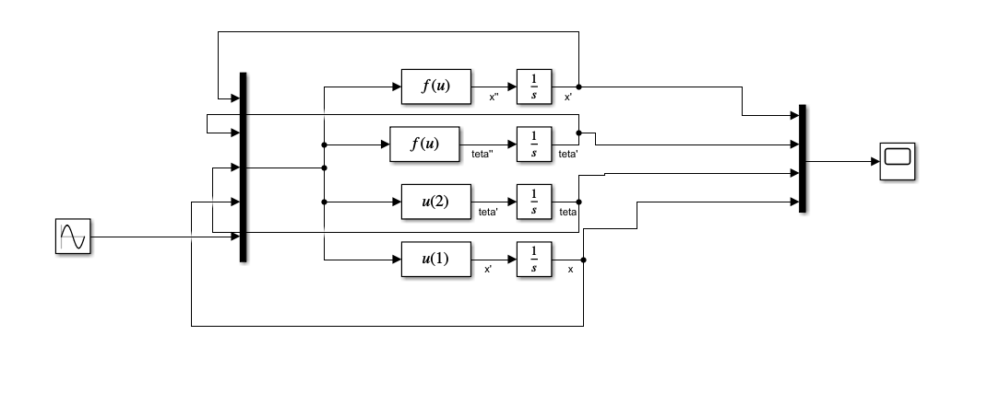 f(u)
x''
1
s
x'
f(u)
teta''
1
s
teta'
u(2)
teta'
1
s
teta
u(1)
x'
1
s
x